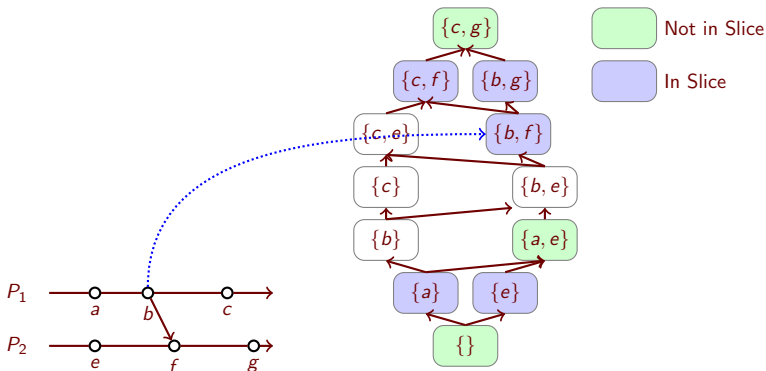 {c, g}
Not in Slice
{c, f} {b, g}
In Slice
{c, e} {b, f}
{c} {b, e}
{b} {a, e}
{a} {e}
{}
P1
a b c
P2
e f g